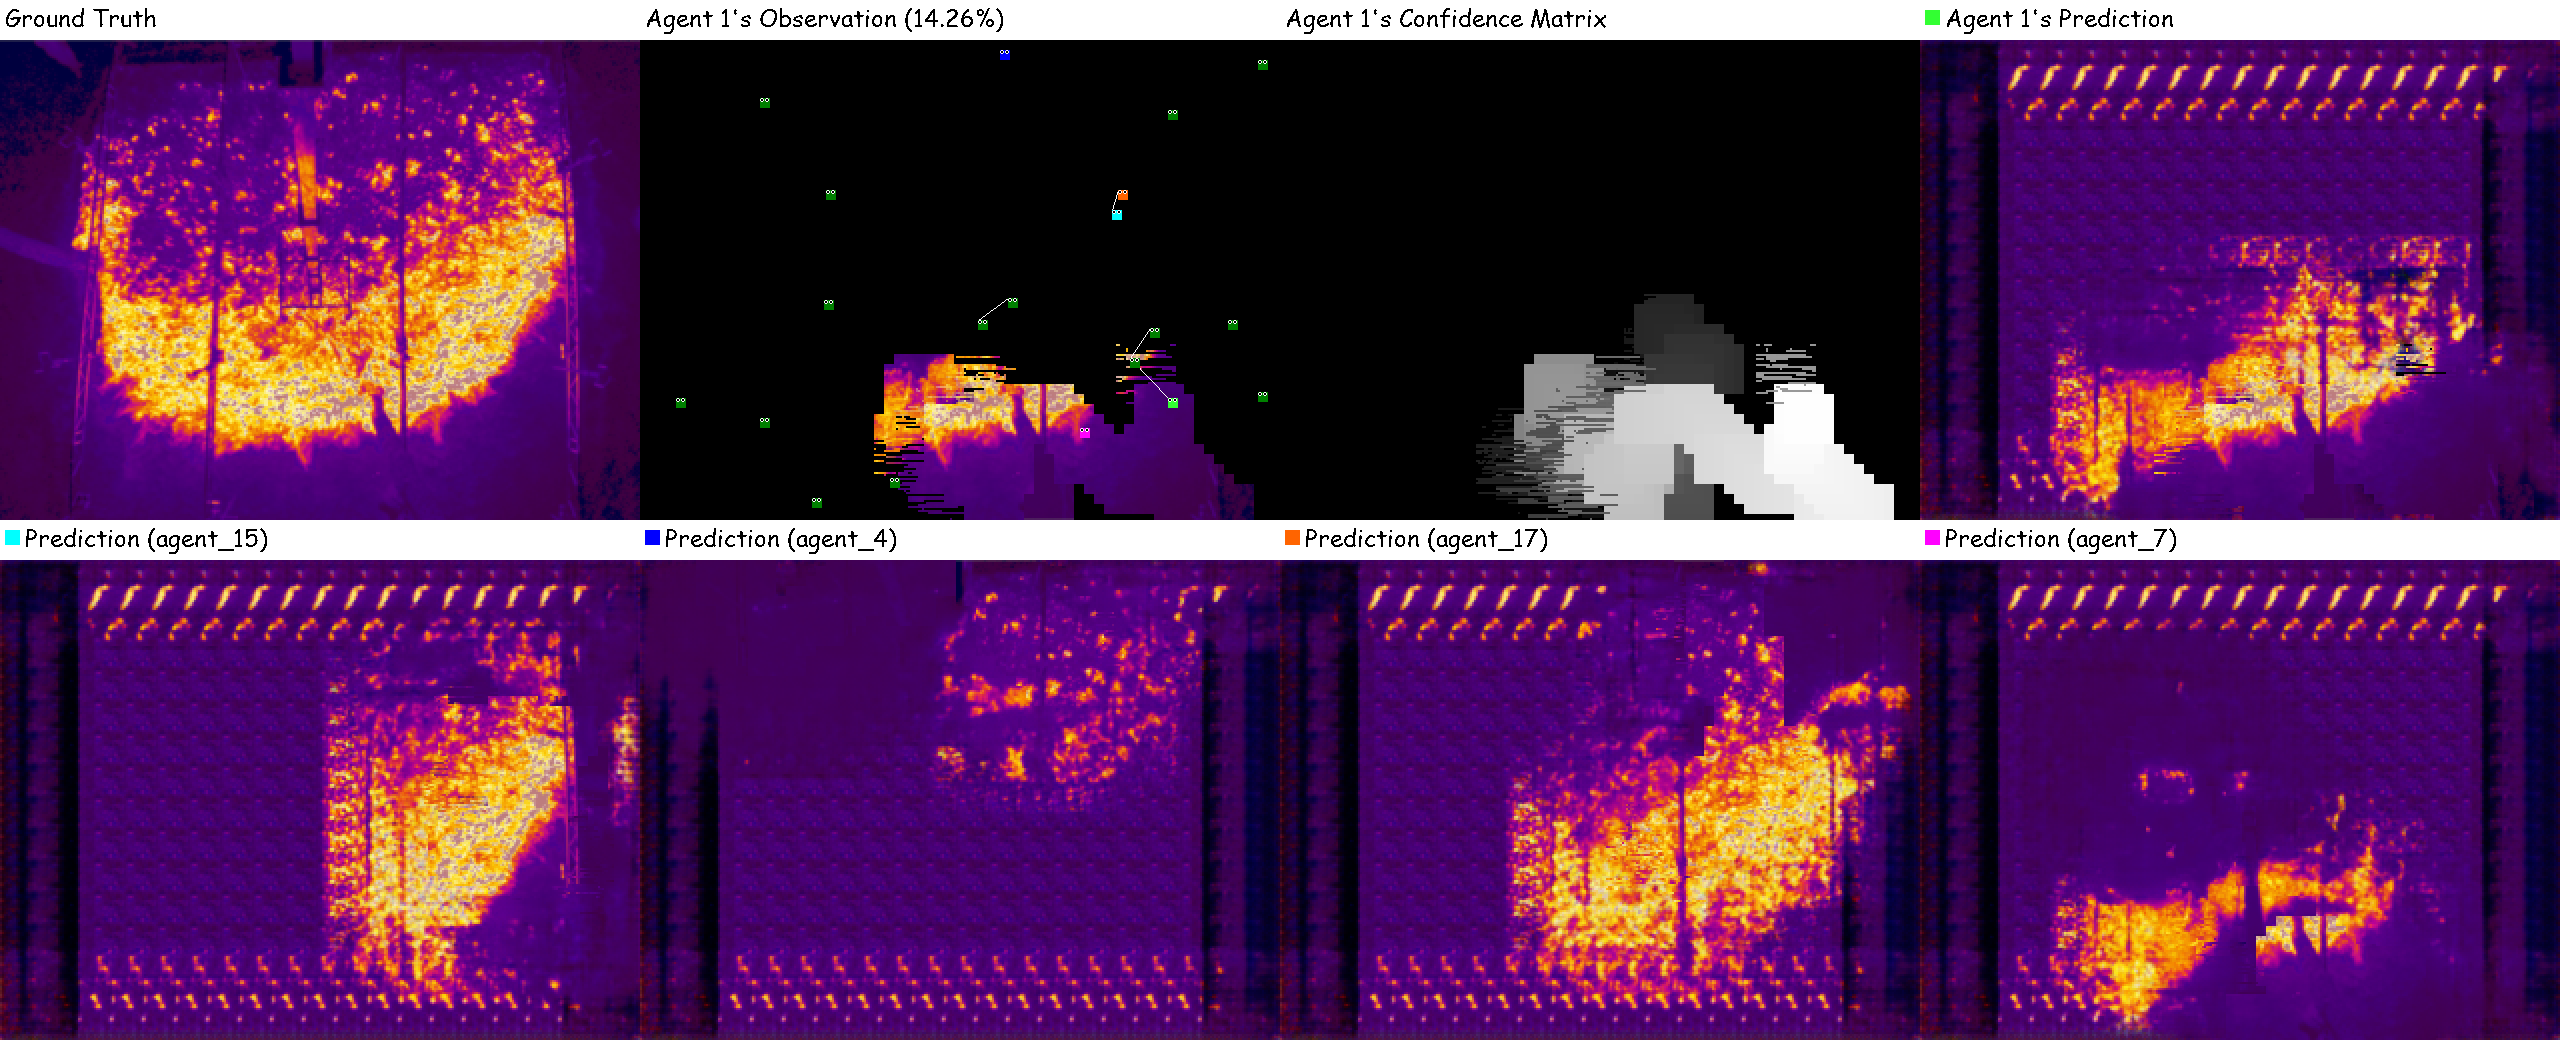 Ground Truth
Agent 1's Observation (14.26%)
Agent 1's Confidence Matrix
Agent 1's Prediction
Prediction (agent_15)
Prediction (agent_4)
Prediction (agent_17)
Prediction (agent_7)